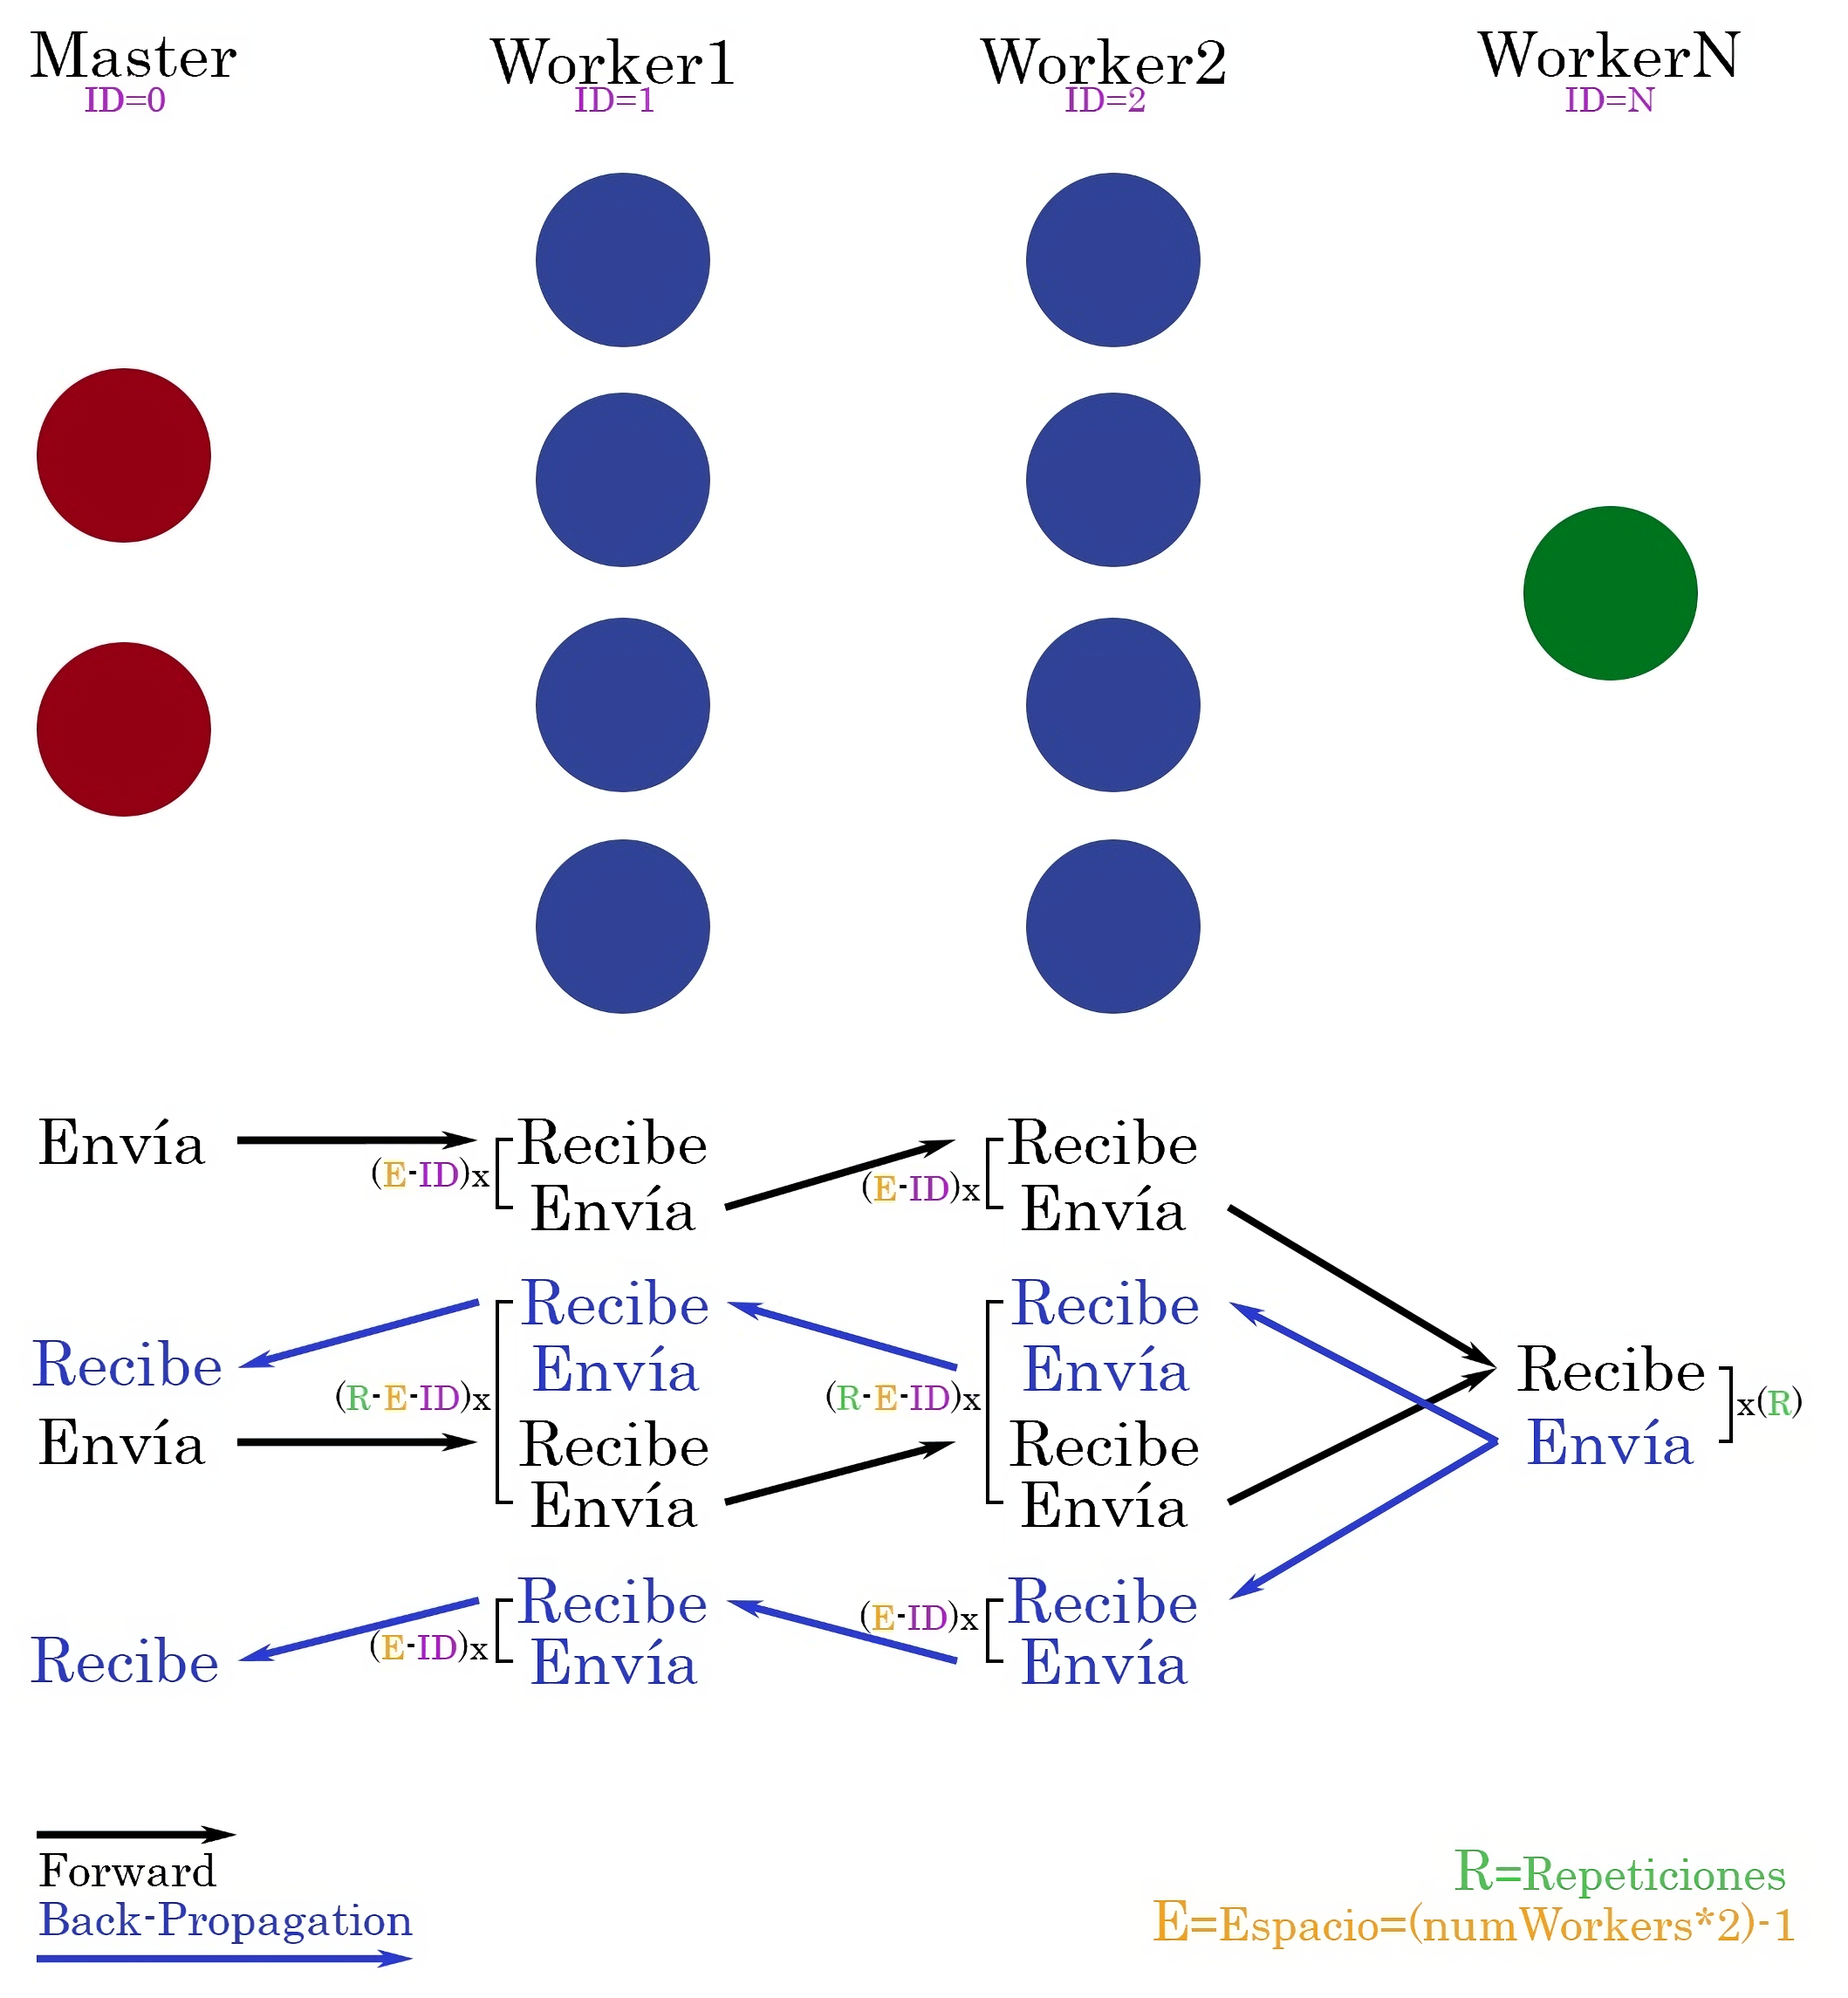 Master
ID=0
Worker1
ID=1
Worker2
ID=2
WorkerN
ID=N
Envía
(E-ID)x
Recibe
Envía
(E-ID)x
Recibe
Envía
Recibe
Envía
(R-E-ID)x
Recibe
Envía
Recibe
Envía
(R-E-ID)x
Recibe
Envía
Recibe
Envía
Recibe
Envía
x(R)
Recibe
(E-ID)x
Recibe
Envía
(E-ID)x
Recibe
Envía
Forward
Back-Propagation
R=Repeticiones
E=Espacio=(numWorkers*2)-1